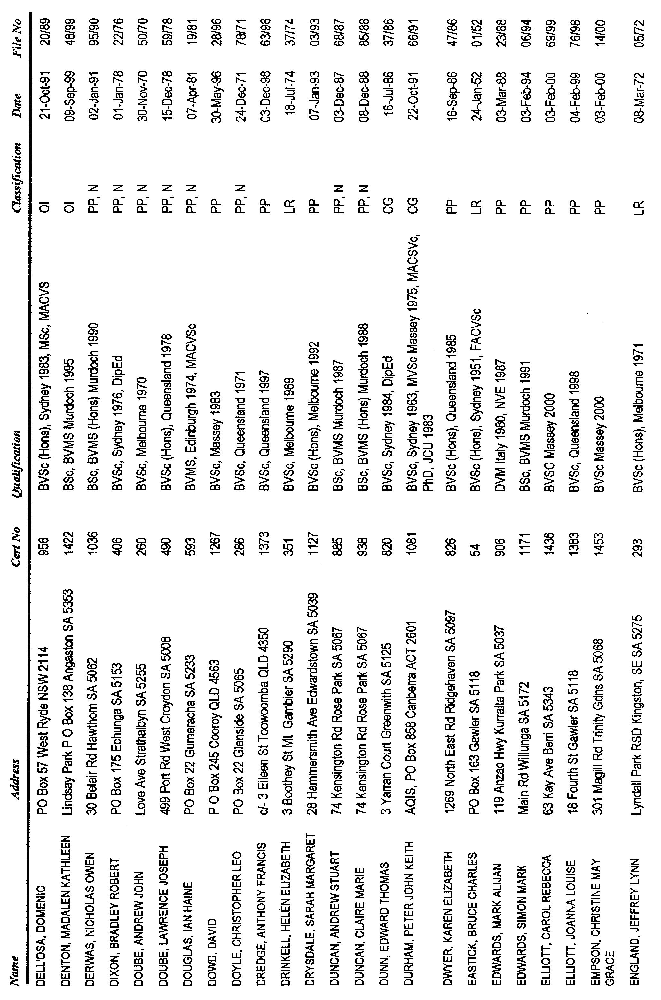 Name Address Cert No Qualification Classification Date File No
DELL'OSA, DOMENIC PO Box 57 West Ryde NSW 2114 956 BVSc (Hons), Sydney 1983, MSc, MACVS OI 21-Oct-91 20/89
DENTON, MADALEN KATHLEEN Lindsay Park P O Box 138 Angaston SA 5353 1422 BSc, BVMS Murdoch 1995 OI 09-Sep-99 48/99
DERWAS, NICHOLAS OWEN 30 Belair Rd Hawthorn SA 5062 1036 BSc, BVMS (Hons) Murdoch 1990 PP, N 02-Jan-91 95/90
DIXON, BRADLEY ROBERT PO Box 175 Echunga SA 5153 406 BVSc, Sydney 1976, DipEd PP, N 01-Jan-78 22/76
DOUBE, ANDREW JOHN Love Ave Strathalbyn SA 5255 260 BVSc, Melbourne 1970 PP, N 30-Nov-70 50/70
DOUBE, LAWRENCE JOSEPH 499 Port Rd West Croydon SA 5008 490 BVSc (Hons), Queensland 1978 PP, N 15-Dec-78 59/78
DOUGLAS, IAN HAINE PO Box 22 Gumeracha SA 5233 593 BVMS, Edinburgh 1974, MACVSc PP, N 07-Apr-81 19/81
DOWD, DAVID P O Box 245 Cooroy QLD 4563 1267 BVSc, Massey 1983 PP 30-May-96 28/96
DOYLE, CHRISTOPHER LEO PO Box 22 Glenside SA 5065 286 BVSc, Queensland 1971 PP, N 24-Dec-71
DREDGE, ANTHONY FRANCIS c/- 3 Eileen St Toowoomba QLD 4350 1373 BVSc, Queensland 1997 PP 03-Dec-98 63/98
DRINKELL, HELEN ELIZABETH 3 Boothey St Mt Gambier SA 5290 351 BVSc, Melbourne 1969 LR 18-Jul-74 37/74
DRYSDALE, SARAH MARGARET 28 Hammersmith Ave Edwardstown SA 5039 1127 BVSc (Hons), Melbourne 1992 PP 07-Jan-93 03/93
DUNCAN, ANDREW STUART 74 Kensington Rd Rose Park SA 5067 885 BSc, BVMS Murdoch 1987 PP, N 03-Dec-87 68/87
DUNCAN, CLAIRE MARIE 74 Kensington Rd Rose Park SA 5067 938 BSc, BVMS (Hons) Murdoch 1988 PP, N 08-Dec-88 85/88
DUNN, EDWARD THOMAS 3 Yarran Court Greenwith SA 5125 820 BVSc, Sydney 1984, DipEd CG 16-Jul-86 37/86
DURHAM, PETER JOHN KEITH AQIS, PO Box 858 Canberra ACT 2601 1081 BVSc, Sydney 1963, MVSc Massey 1975, MACSVc, CG 22-Oct-91 66/91
PhD, JCU 1983
DWYER, KAREN ELIZABETH 1269 North East Rd Ridgehaven SA 5097 826 BVSc (Hons), Queensland 1985 PP 16-Sep-86 47/86
EASTICK, BRUCE CHARLES PO Box 163 Gawler SA 5118 54 BVSc (Hons), Sydney 1951, FACVSc LR 24-Jan-52 01/52
EDWARDS, MARK ALIJAN 119 Anzac Hwy Kurralta Park SA 5037 906 DVM Italy 1980, NVE 1987 PP 03-Mar-88 23/88
EDWARDS, SIMON MARK Main Rd Willunga SA 5172 1171 BSc, BVMS Murdoch 1991 PP 03-Feb-94 06/94
ELLIOTT, CAROL REBECCA 63 Kay Ave Berri SA 5343 1436 BVSC Massey 2000 PP 03-Feb-00 69/99
ELLIOTT, JOANNA LOUISE 18 Fourth St Gawler SA 5118 1383 BVSc, Queensland 1998 PP 04-Feb-99 76/98
EMPSON, CHRISTINE MAY 301 Magill Rd Trinity Gdns SA 5068 1453 BVSc Massey 2000 PP 03-Feb-00 14/00
GRACE
ENGLAND, JEFFREY LYNN Lyndall Park RSD Kingston, SE SA 5275 293 BVSc (Hons), Melbourne 1971 LR 08-Mar-72 05/72